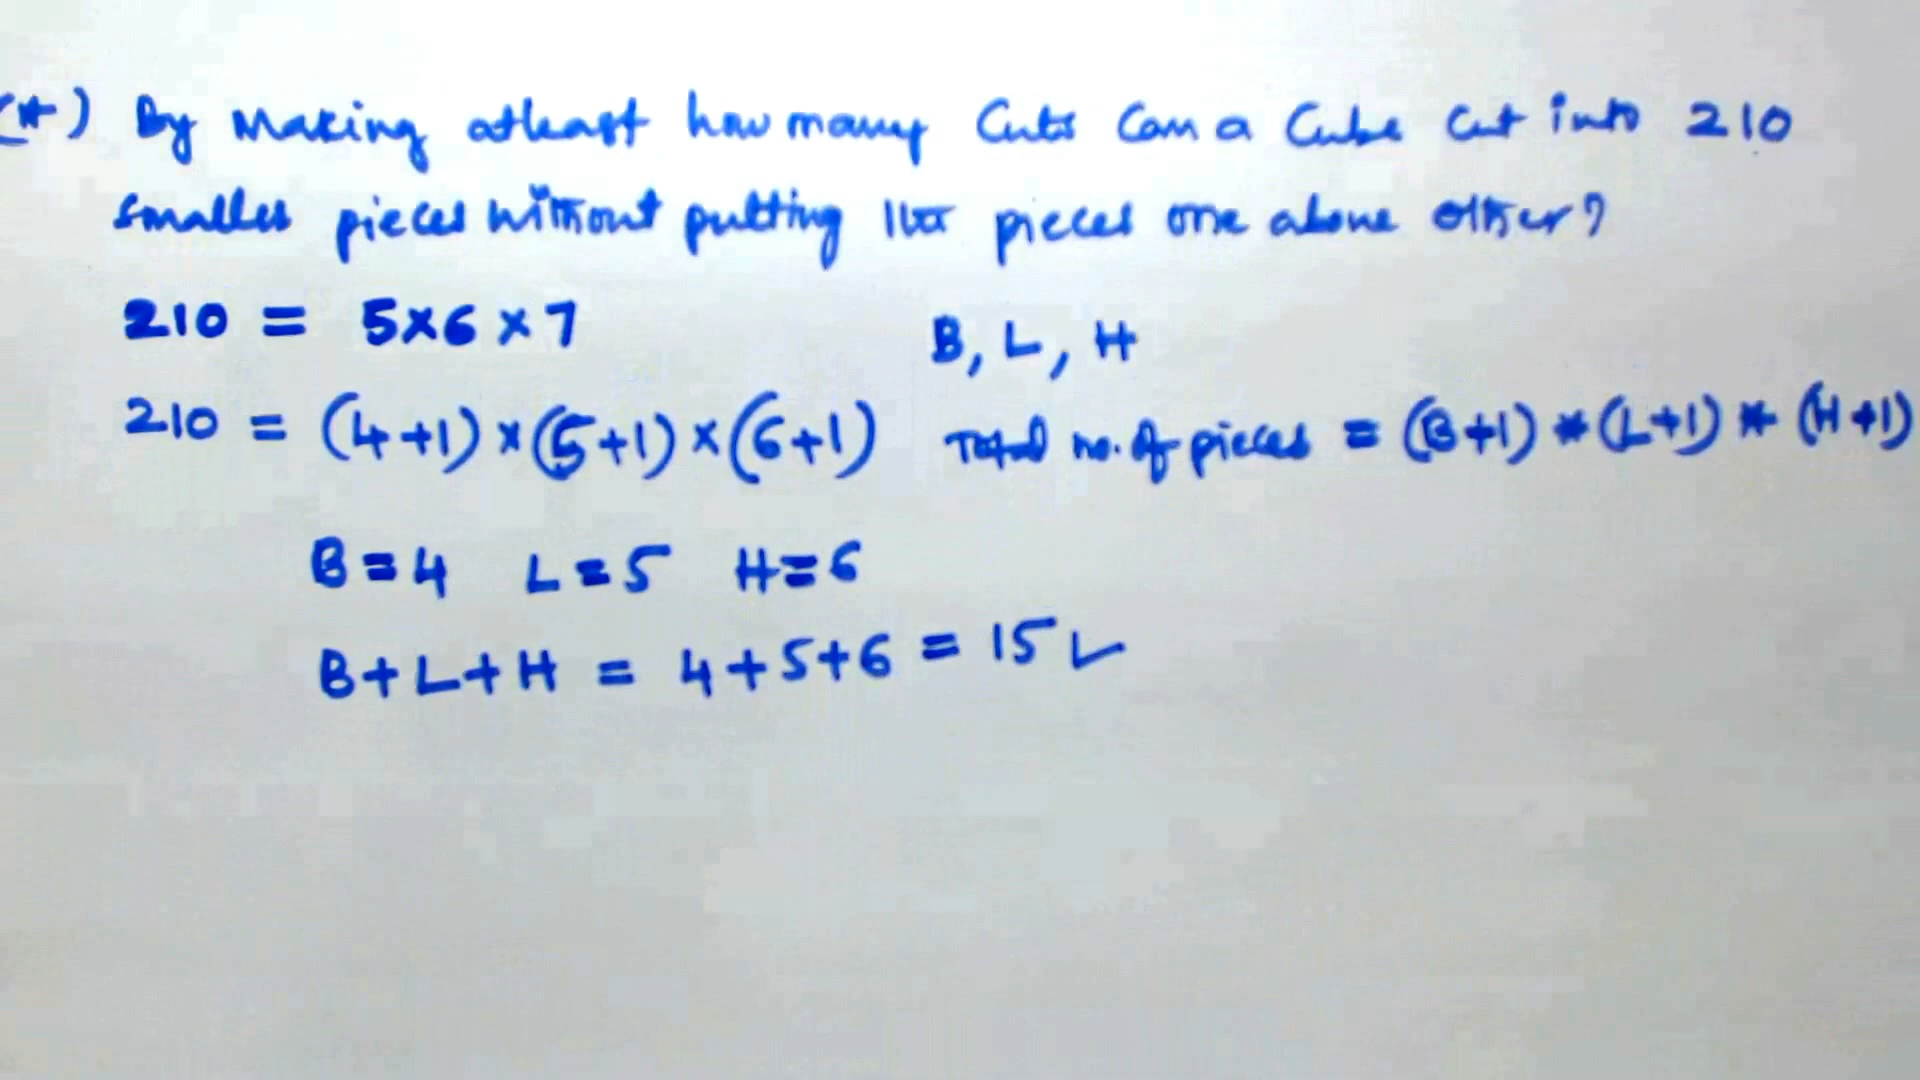 (*) By Making atleast how many Cuts Can a Cube Cut into 210
smaller pieces without putting the pieces one above other?
210 = 5×6×7
B, L, H
210 = (4+1)×(5+1)×(6+1)
Total no. of pieces = (B+1)*(L+1)*(H+1)
B=4 L=5 H=6
B+L+H = 4+5+6 = 15